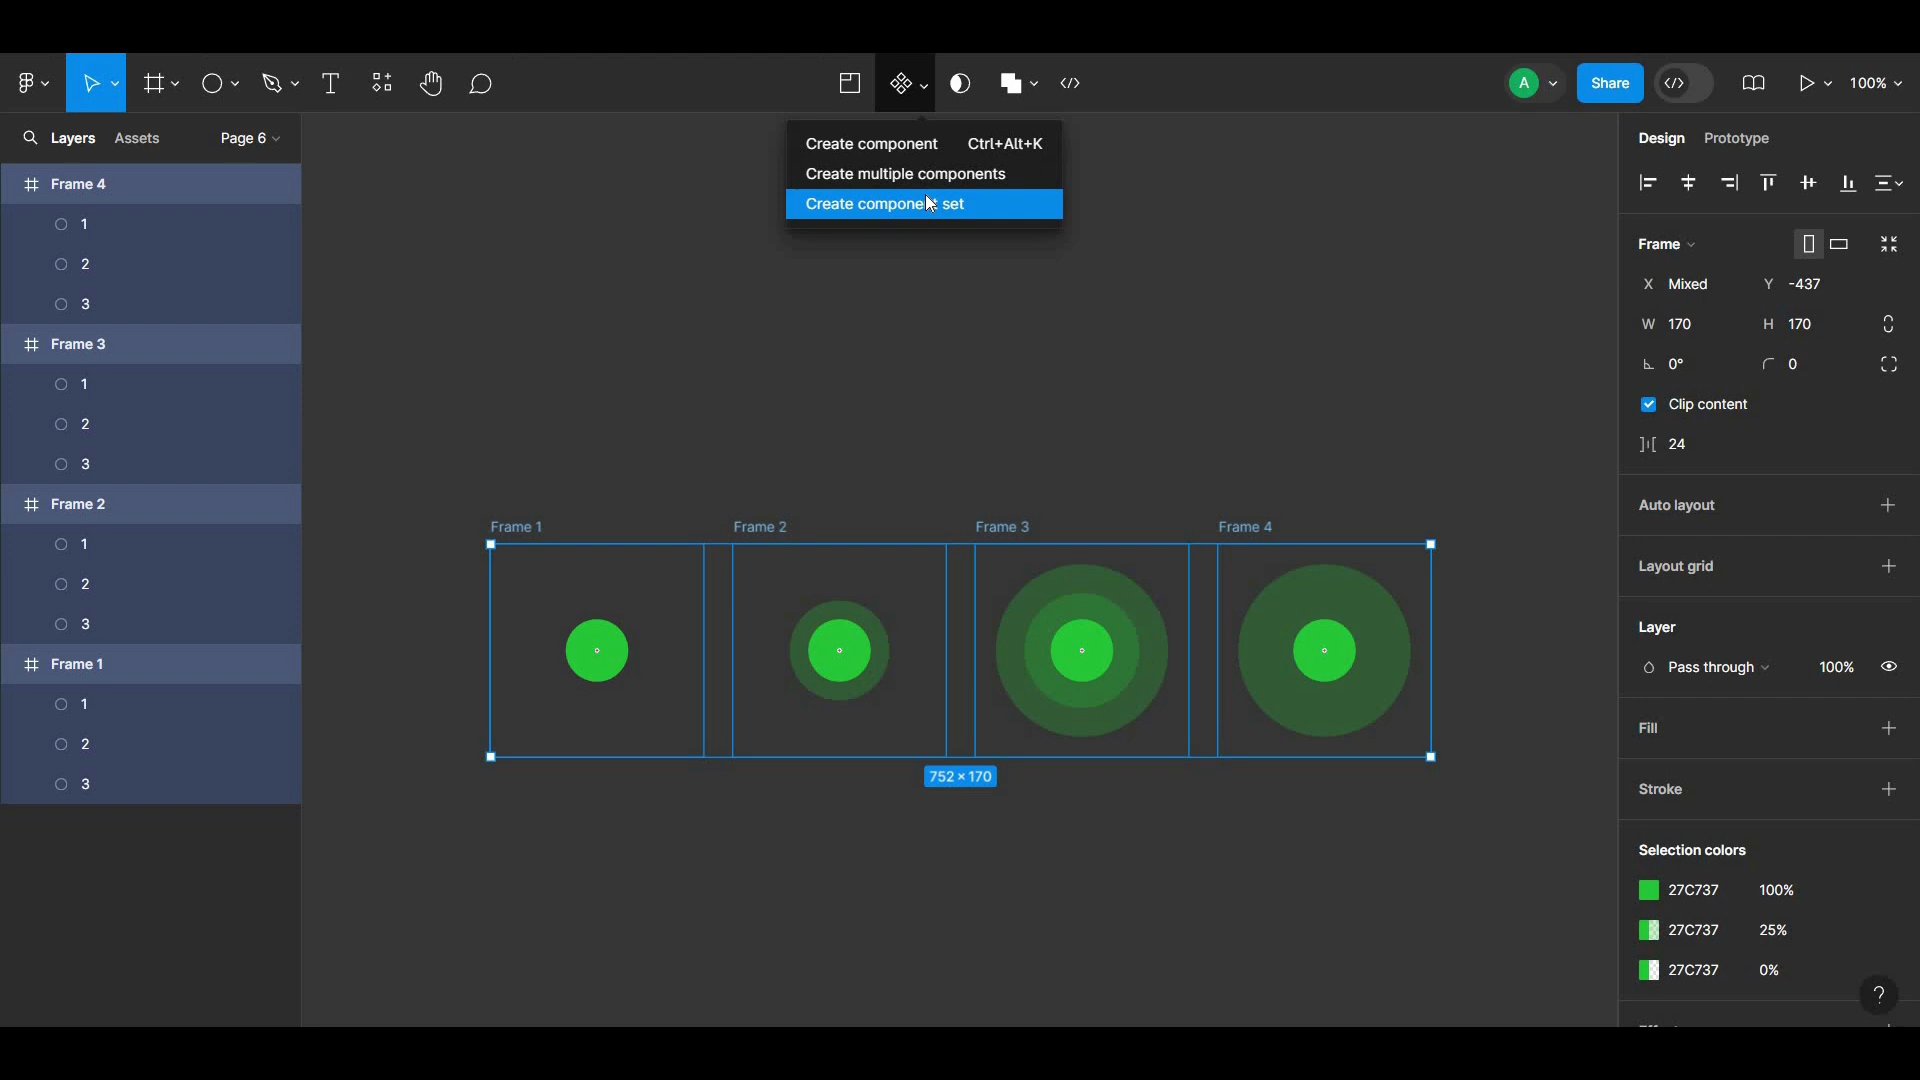 A
Share
100%
Layers
Assets
Page 6
Create component Ctrl+Alt+K
Create multiple components
Create component set
Frame 4
1
2
3
Frame 3
1
2
3
Frame 2
1
2
3
Frame 1
1
2
3
Frame 1
Frame 2
Frame 3
Frame 4
752 × 170
Design
Prototype
Frame
X Mixed
Y -437
W 170
H 170
0°
0
Clip content
24
Auto layout
Layout grid
Layer
Pass through
100%
Fill
Stroke
Selection colors
27C737 100%
27C737 25%
27C737 0%
?